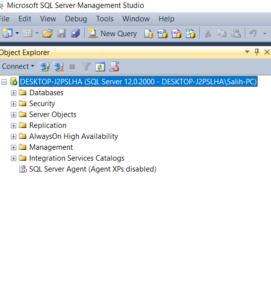 Microsoft SQL Server Management Studio
File Edit View Debug Tools Window Help
New Query
Object Explorer
Connect
DESKTOP-J2PSLHA (SQL Server 12.0.2000 - DESKTOP-J2PSLHA\Salih-PC)
Databases
Security
Server Objects
Replication
AlwaysOn High Availability
Management
Integration Services Catalogs
SQL Server Agent (Agent XPs disabled)